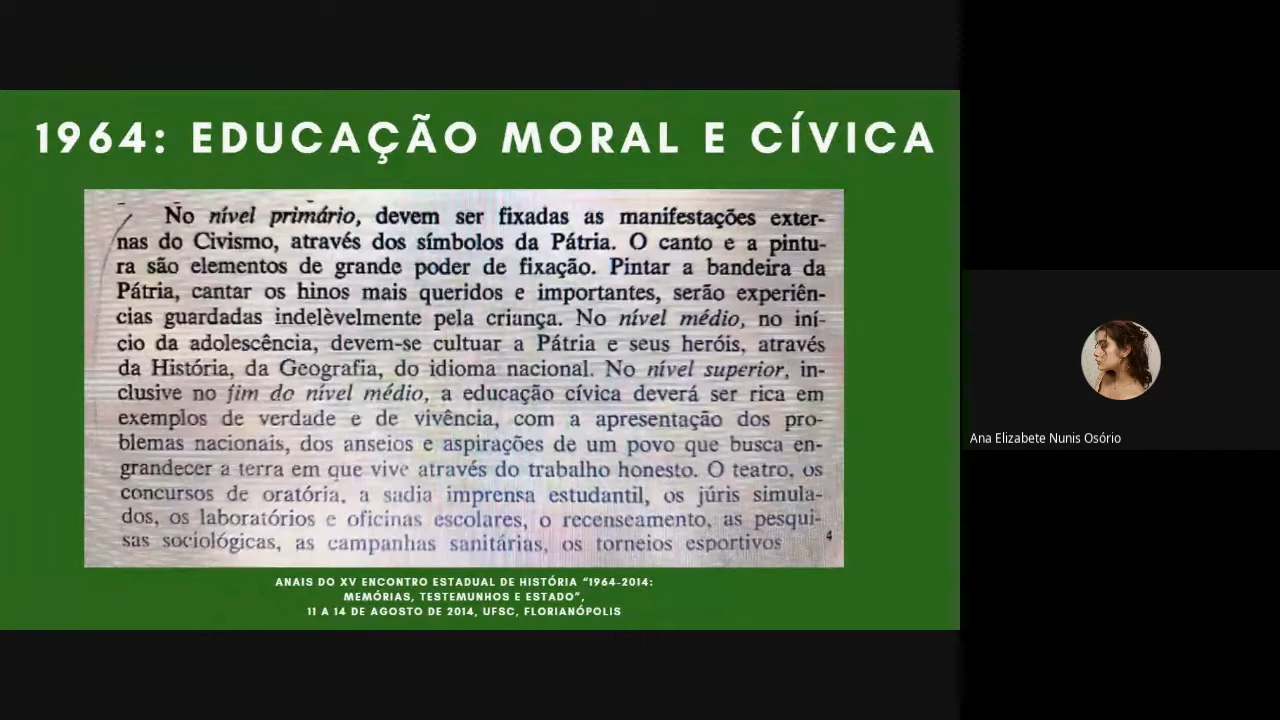 1964: EDUCAÇÃO MORAL E CÍVICA
No nível primário, devem ser fixadas as manifestações exter-
nas do Civismo, através dos símbolos da Pátria. O canto e a pintu-
ra são elementos de grande poder de fixação. Pintar a bandeira da
Pátria, cantar os hinos mais queridos e importantes, serão experiên-
cias guardadas indelèvelmente pela criança. No nível médio, no iní-
cio da adolescência, devem-se cultuar a Pátria e seus heróis, através
da História, da Geografia, do idioma nacional. No nível superior, in-
clusive no fim do nível médio, a educação cívica deverá ser rica em
exemplos de verdade e de vivência, com a apresentação dos pro-
blemas nacionais, dos anseios e aspirações de um povo que busca en-
grandecer a terra em que vive através do trabalho honesto. O teatro, os
concursos de oratória, a sadia imprensa estudantil, os júris simula-
dos, os laboratórios e oficinas escolares, o recenseamento, as pesqui-
sas sociológicas, as campanhas sanitárias, os torneios esportivos
4
ANAIS DO XV ENCONTRO ESTADUAL DE HISTÓRIA “1964-2014:
MEMÓRIAS, TESTEMUNHOS E ESTADO”,
11 A 14 DE AGOSTO DE 2014, UFSC, FLORIANÓPOLIS
Ana Elizabete Nunis Osório